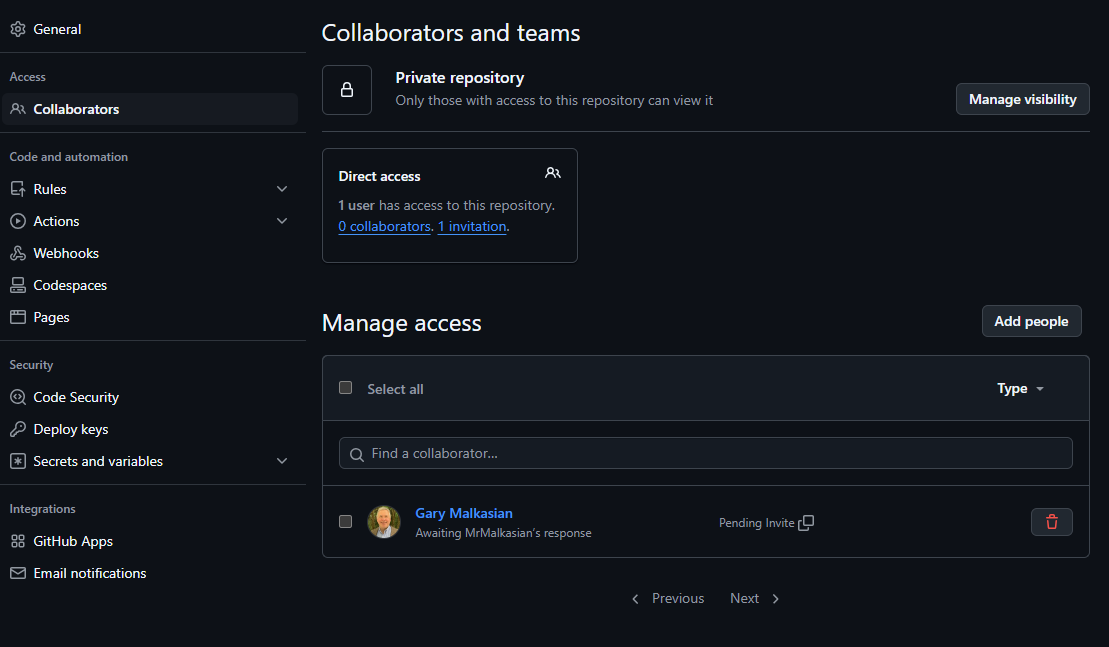 General
Access
Collaborators
Code and automation
Rules
Actions
Webhooks
Codespaces
Pages
Security
Code Security
Deploy keys
Secrets and variables
Integrations
GitHub Apps
Email notifications
Collaborators and teams
Private repository
Only those with access to this repository can view it
Manage visibility
Direct access
1 user has access to this repository.
0 collaborators. 1 invitation.
Manage access
Add people
Select all
Type
Find a collaborator...
Gary Malkasian
Awaiting MrMalkasian's response
Pending Invite
Previous Next